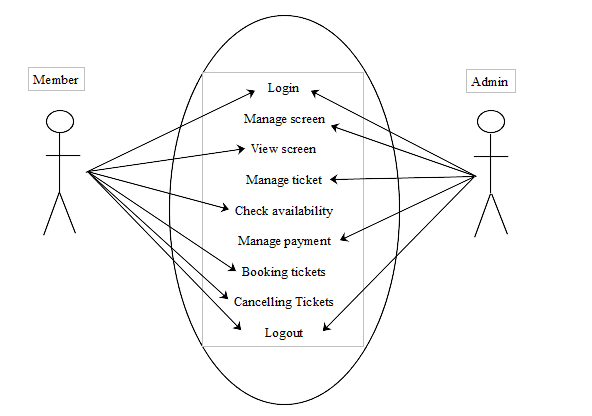 Member
Admin
Login
Manage screen
View screen
Manage ticket
Check availability
Manage payment
Booking tickets
Cancelling Tickets
Logout